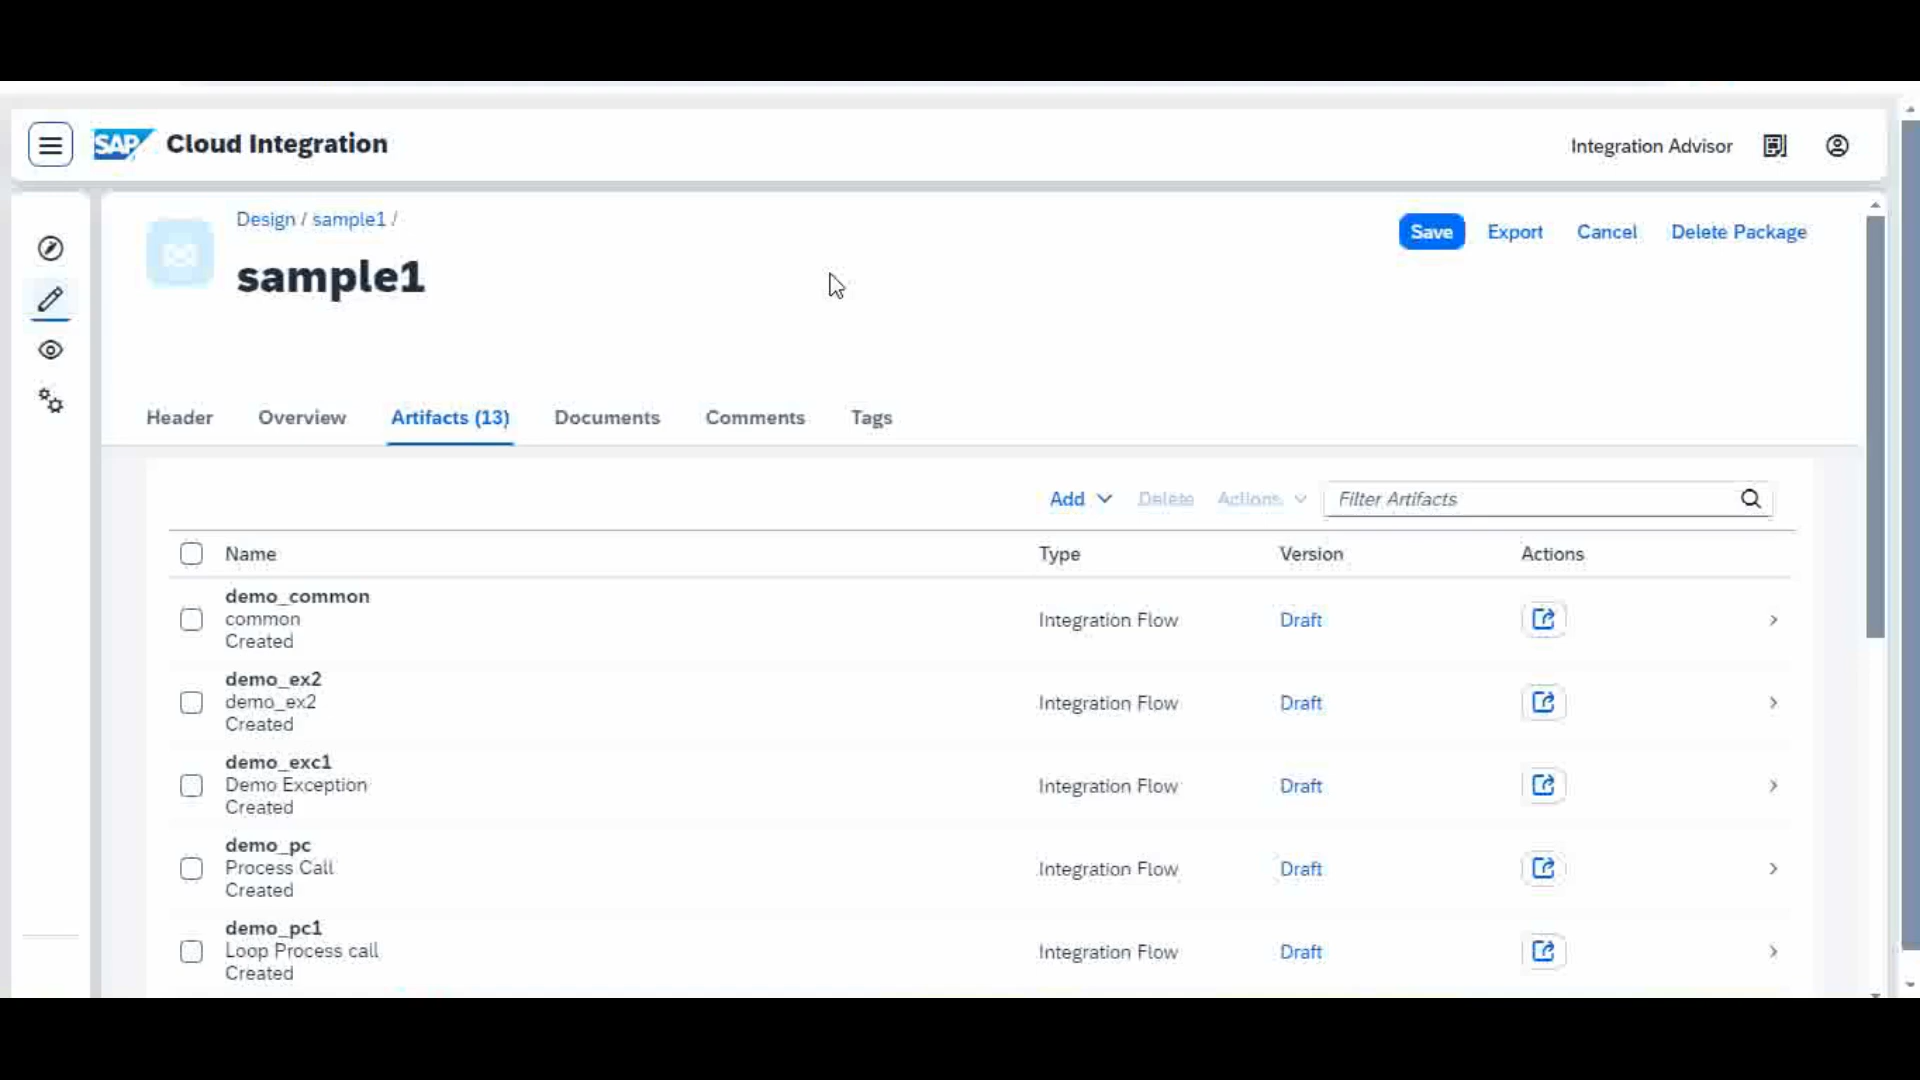 SAP Cloud Integration
Integration Advisor
Design / sample1 /
sample1
Save Export Cancel Delete Package
Header Overview Artifacts (13) Documents Comments Tags
Add Delete Actions Filter Artifacts
Name Type Version Actions
demo_common
common
Created
Integration Flow Draft
demo_ex2
demo_ex2
Created
Integration Flow Draft
demo_exc1
Demo Exception
Created
Integration Flow Draft
demo_pc
Process Call
Created
Integration Flow Draft
demo_pc1
Loop Process call
Created
Integration Flow Draft